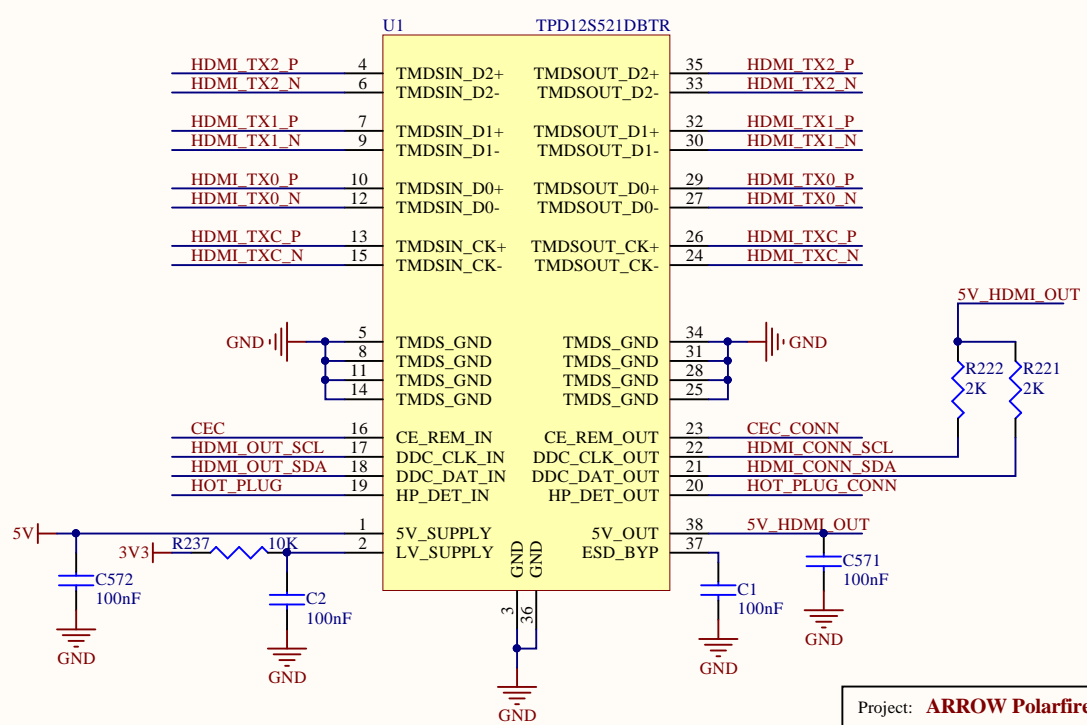 U1 TPD12S521DBTR
HDMI_TX2_P 4 TMDSIN_D2+ TMDSOUT_D2+ 35 HDMI_TX2_P
HDMI_TX2_N 6 TMDSIN_D2- TMDSOUT_D2- 33 HDMI_TX2_N
HDMI_TX1_P 7 TMDSIN_D1+ TMDSOUT_D1+ 32 HDMI_TX1_P
HDMI_TX1_N 9 TMDSIN_D1- TMDSOUT_D1- 30 HDMI_TX1_N
HDMI_TX0_P 10 TMDSIN_D0+ TMDSOUT_D0+ 29 HDMI_TX0_P
HDMI_TX0_N 12 TMDSIN_D0- TMDSOUT_D0- 27 HDMI_TX0_N
HDMI_TXC_P 13 TMDSIN_CK+ TMDSOUT_CK+ 26 HDMI_TXC_P
HDMI_TXC_N 15 TMDSIN_CK- TMDSOUT_CK- 24 HDMI_TXC_N
5V_HDMI_OUT
GND 5 TMDS_GND TMDS_GND 34 GND
8 TMDS_GND TMDS_GND 31
R222 R221
11 TMDS_GND TMDS_GND 28
2K 2K
14 TMDS_GND TMDS_GND 25
CEC 16 CE_REM_IN CE_REM_OUT 23 CEC_CONN
HDMI_OUT_SCL 17 DDC_CLK_IN DDC_CLK_OUT 22 HDMI_CONN_SCL
HDMI_OUT_SDA 18 DDC_DAT_IN DDC_DAT_OUT 21 HDMI_CONN_SDA
HOT_PLUG 19 HP_DET_IN HP_DET_OUT 20 HOT_PLUG_CONN
5V 1 5V_SUPPLY 5V_OUT 38 5V_HDMI_OUT
3V3 R237 10K 2 LV_SUPPLY ESD_BYP 37
GND GND
C571
100nF
C572
100nF
C2
100nF
3 36
C1
100nF
GND
GND
GND
GND
GND
Project: ARROW Polarfire